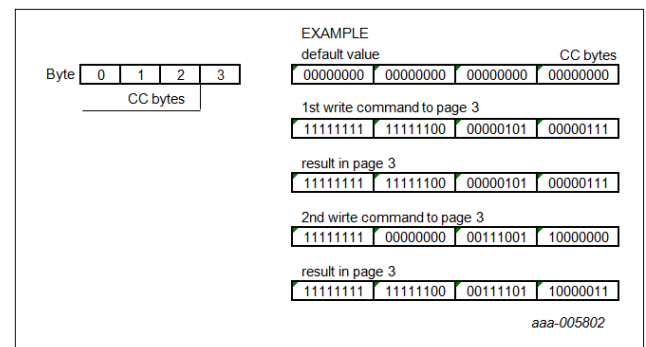 EXAMPLE
default value CC bytes
Byte 0 1 2 3
00000000 00000000 00000000 00000000
CC bytes
1st write command to page 3
11111111 11111100 00000101 00000111
result in page 3
11111111 11111100 00000101 00000111
2nd wirte command to page 3
11111111 00000000 00111001 10000000
result in page 3
11111111 11111100 00111101 10000011
aaa-005802